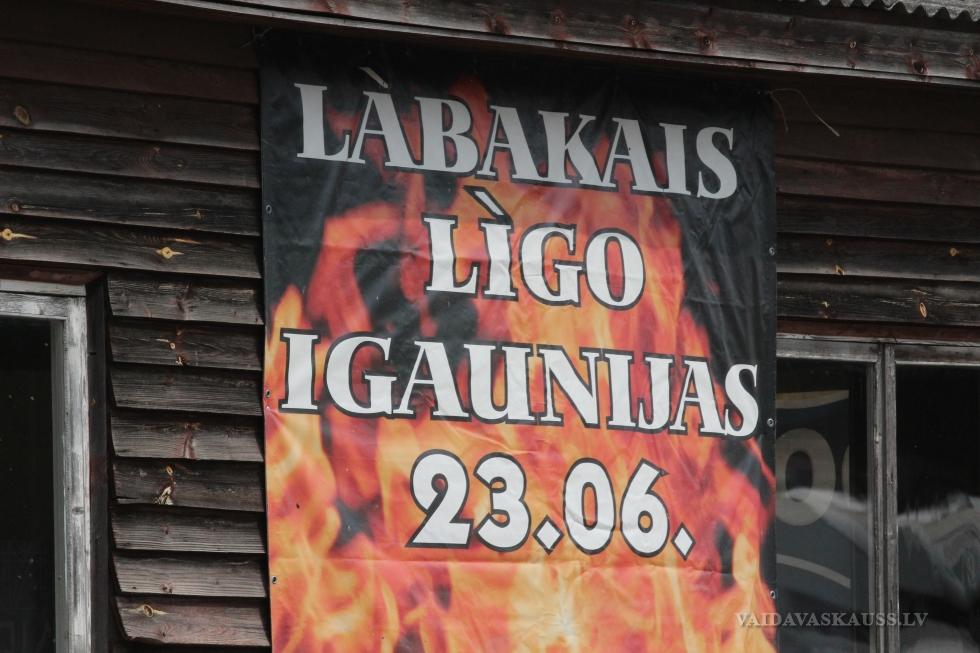 LÀBAKAIS
LÌGO
IGAUNIJAS
23.06.
VAIDAVASKAUSS.LV